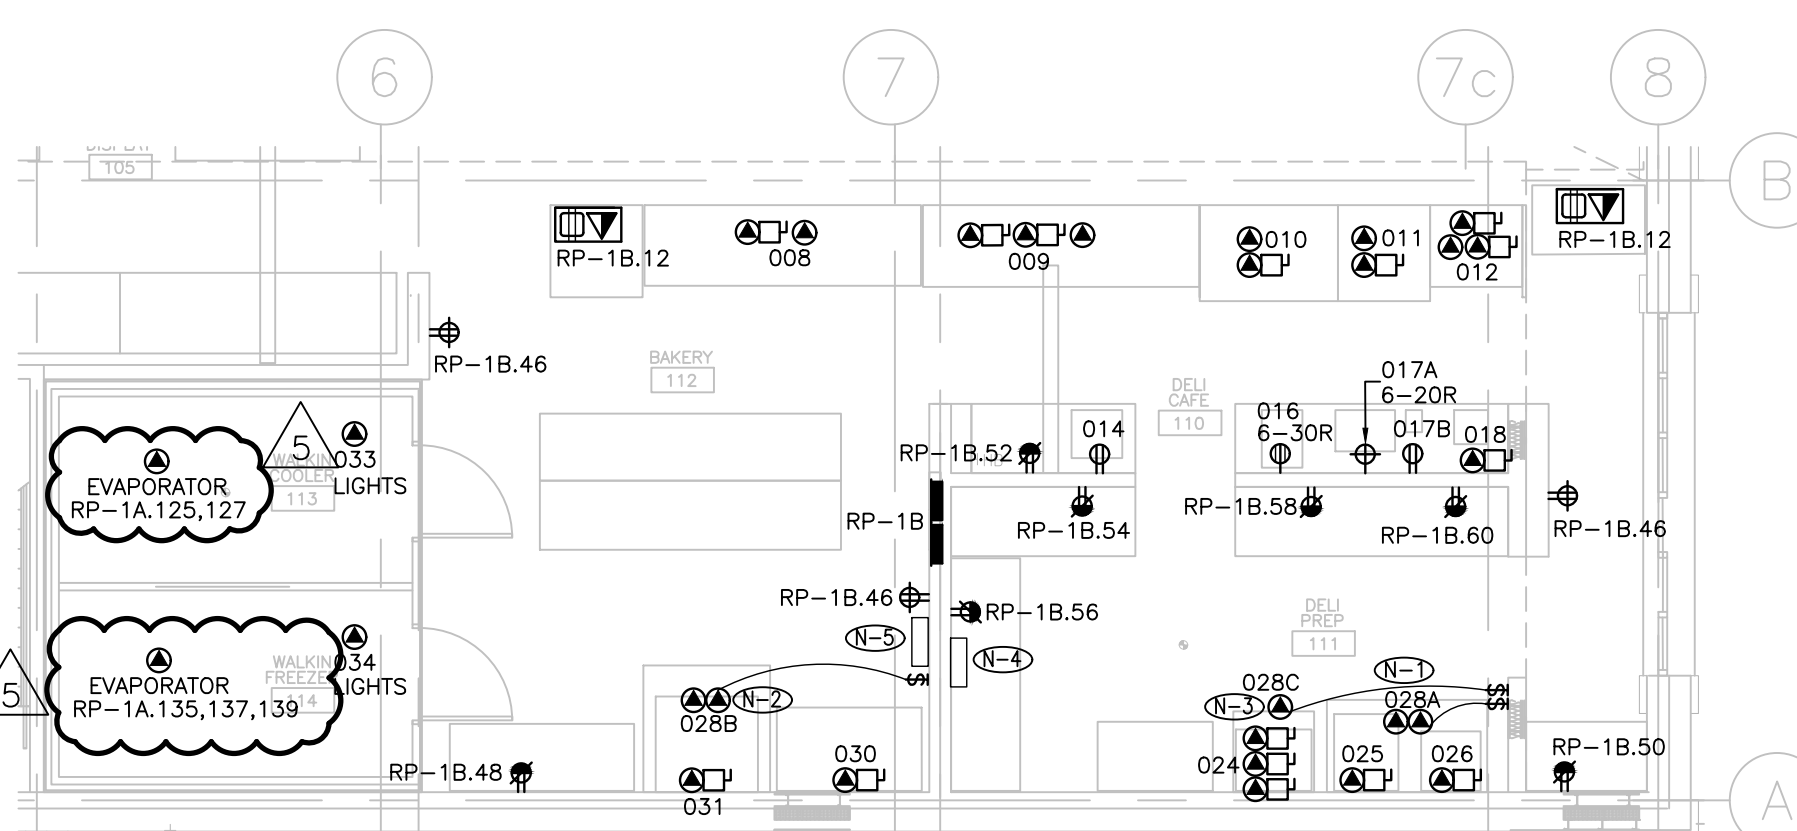 6
7
7c
8
B
105
RP-1B.12
008
009
010
011
012
RP-1B.12
RP-1B.46
BAKERY
112
DELI
CAFE
110
017A
6-20R
016
6-30R
017B
018
014
RP-1B.52
5
033
LIGHTS
WALKIN
COOLER
113
EVAPORATOR
RP-1A.125,127
RP-1B
RP-1B.54
RP-1B.58
RP-1B.60
RP-1B.46
RP-1B.46
RP-1B.56
DELI
PREP
111
N-5
N-4
N-1
5
034
LIGHTS
WALKIN
FREEZE
114
EVAPORATOR
RP-1A.135,137,139
N-2
028B
028C
N-3
028A
S
S
S
RP-1B.48
031
030
024
025
026
RP-1B.50
A